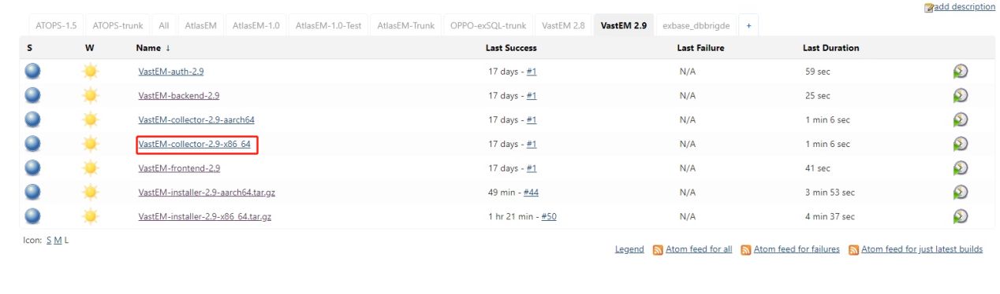 add description
ATOPS-1.5 ATOPS-trunk All AtlasEM AtlasEM-1.0 AtlasEM-1.0-Test AtlasEM-Trunk OPPO-exSQL-trunk VastEM 2.8 VastEM 2.9 exbase_dbbrigde +
S W Name ↓ Last Success Last Failure Last Duration
VastEM-auth-2.9 17 days - #1 N/A 59 sec
VastEM-backend-2.9 17 days - #1 N/A 25 sec
VastEM-collector-2.9-aarch64 17 days - #1 N/A 1 min 6 sec
VastEM-collector-2.9-x86_64 17 days - #1 N/A 1 min 6 sec
VastEM-frontend-2.9 17 days - #1 N/A 41 sec
VastEM-installer-2.9-aarch64.tar.gz 49 min - #44 N/A 3 min 53 sec
VastEM-installer-2.9-x86_64.tar.gz 1 hr 21 min - #50 N/A 4 min 37 sec
Icon: S M L
Legend Atom feed for all Atom feed for failures Atom feed for just latest builds